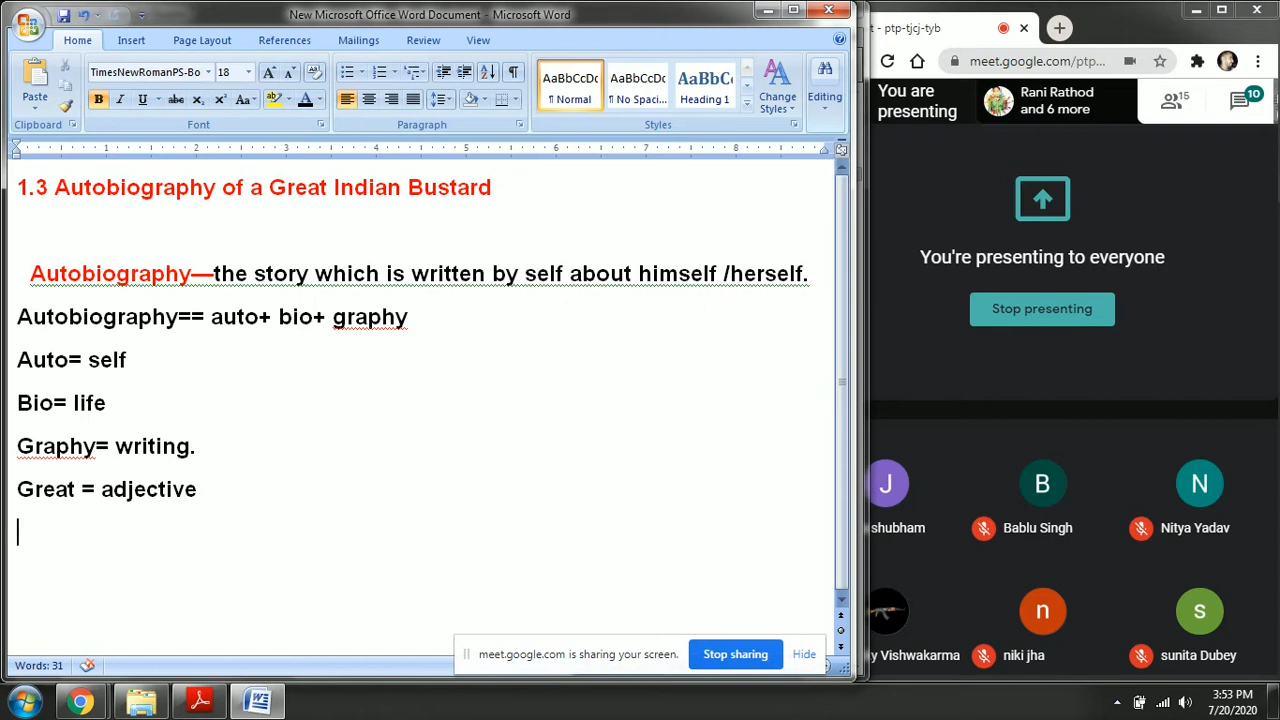 New Microsoft Office Word Document - Microsoft Word
Home Insert Page Layout References Mailings Review View
TimesNewRomanPS-Bo 18
Paste
AaBbCcDc AaBbCcDc AaBbC
¶ Normal ¶ No Spaci... Heading 1
Change Styles
Editing
Clipboard Font Paragraph Styles
1.3 Autobiography of a Great Indian Bustard
Autobiography—the story which is written by self about himself /herself.
Autobiography== auto+ bio+ graphy
Auto= self
Bio= life
Graphy= writing.
Great = adjective
meet.google.com is sharing your screen. Stop sharing Hide
Words: 31
t - ptp-tjcj-tyb
meet.google.com/ptp...
You are presenting
Rani Rathod and 6 more
15
10
You're presenting to everyone
Stop presenting
J B N
shubham Bablu Singh Nitya Yadav
n s
y Vishwakarma niki jha sunita Dubey
3:53 PM
7/20/2020